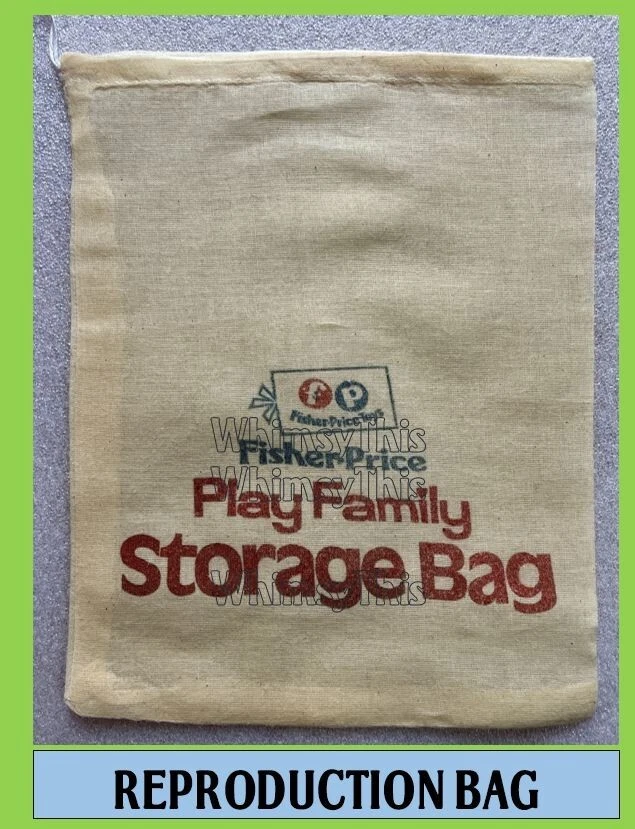 f p
Fisher-Price Toys
WhimsyThis
Fisher-Price
WhimsyThis
Play Family
Storage Bag
WhimsyThis
REPRODUCTION BAG